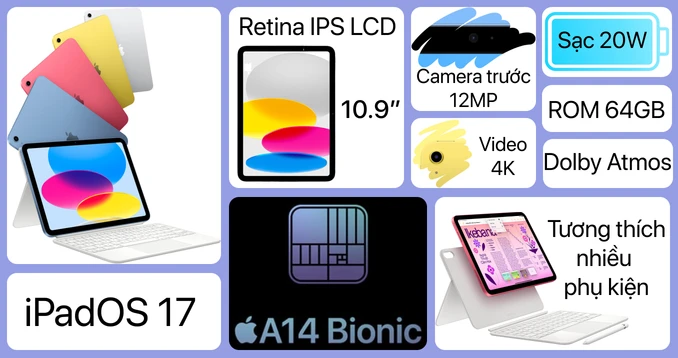 Retina IPS LCD
10.9"
Camera trước
12MP
Video
4K
Sạc 20W
ROM 64GB
Dolby Atmos
iPadOS 17
A14 Bionic
Ikebana
Tương thích
nhiều
phụ kiện